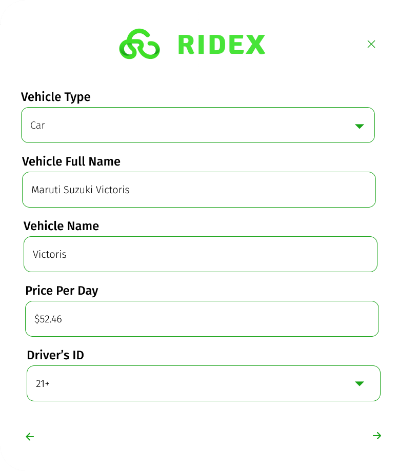 RIDEX
Vehicle Type
Car
Vehicle Full Name
Maruti Suzuki Victoris
Vehicle Name
Victoris
Price Per Day
$52.46
Driver's ID
21+